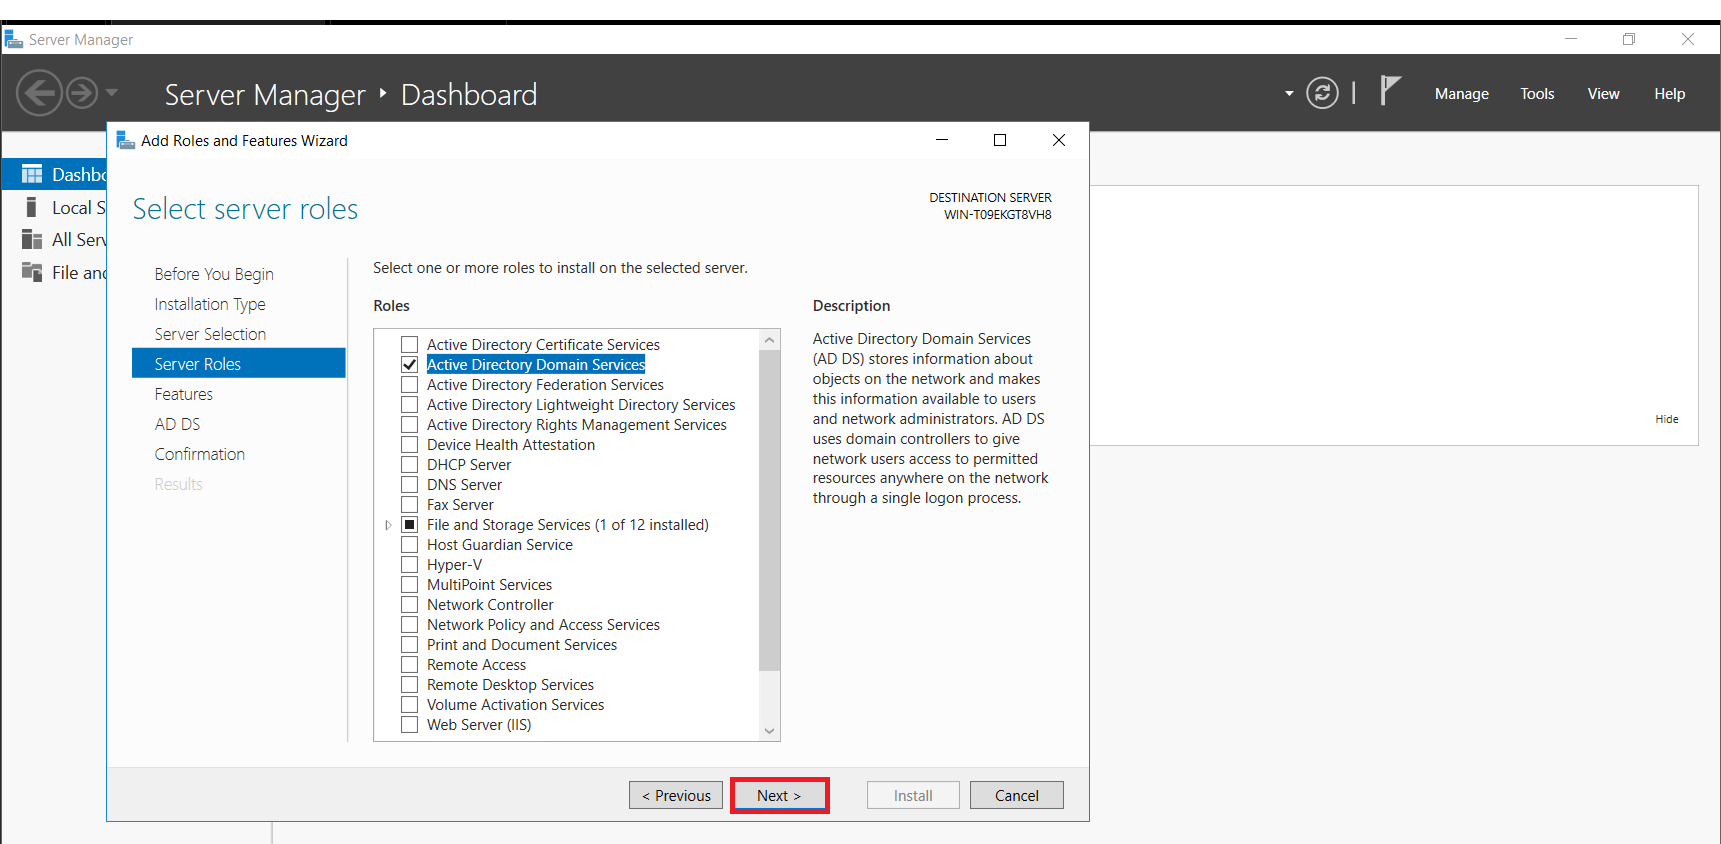 Server Manager
Server Manager ‣ Dashboard
Manage Tools View Help
Add Roles and Features Wizard
Dashbo
Local S
All Serv
File and
Select server roles
DESTINATION SERVER
WIN-T09EKGT8VH8
Before You Begin
Installation Type
Server Selection
Server Roles
Features
AD DS
Confirmation
Results
Select one or more roles to install on the selected server.
Roles
Active Directory Certificate Services
Active Directory Domain Services
Active Directory Federation Services
Active Directory Lightweight Directory Services
Active Directory Rights Management Services
Device Health Attestation
DHCP Server
DNS Server
Fax Server
File and Storage Services (1 of 12 installed)
Host Guardian Service
Hyper-V
MultiPoint Services
Network Controller
Network Policy and Access Services
Print and Document Services
Remote Access
Remote Desktop Services
Volume Activation Services
Web Server (IIS)
Description
Active Directory Domain Services
(AD DS) stores information about
objects on the network and makes
this information available to users
and network administrators. AD DS
uses domain controllers to give
network users access to permitted
resources anywhere on the network
through a single logon process.
Hide
< Previous
Next >
Install
Cancel